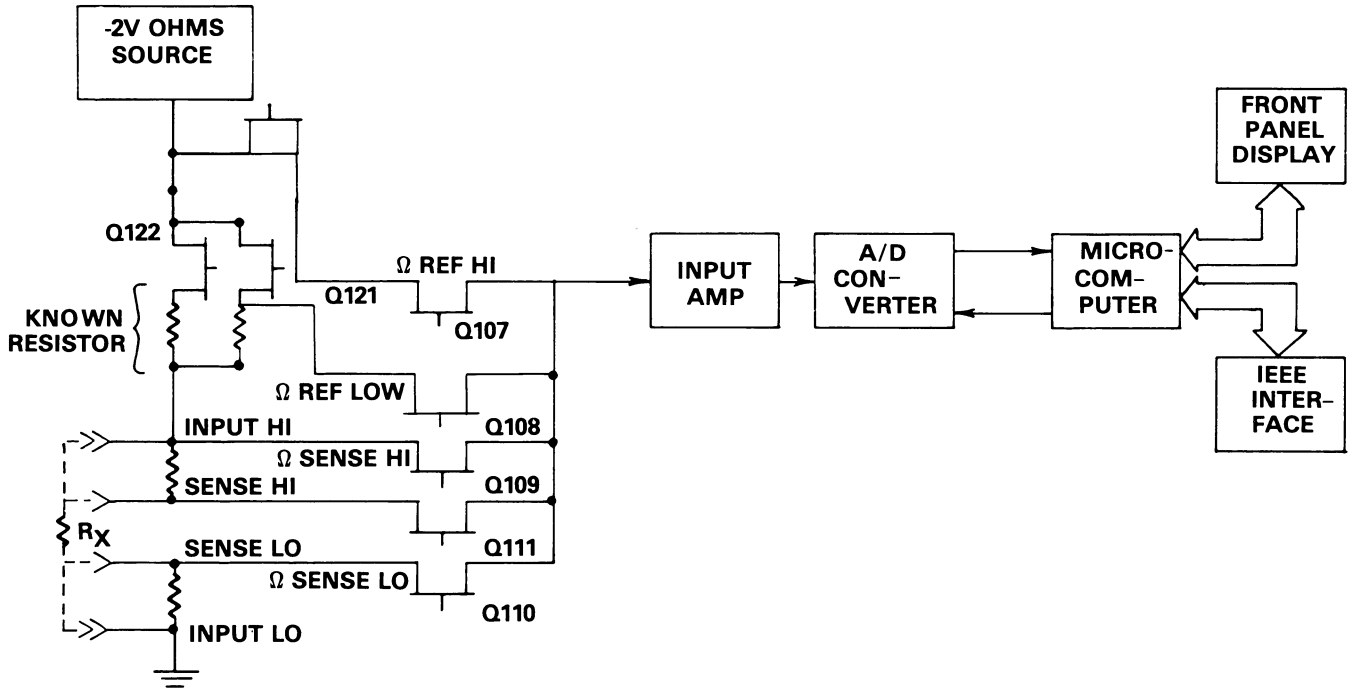 -2V OHMS
SOURCE
FRONT
PANEL
DISPLAY
Q122
Ω REF HI
Q121
Q107
INPUT
AMP
A/D
CON-
VERTER
MICRO-
COM-
PUTER
KNOWN
RESISTOR
Ω REF LOW
Q108
IEEE
INTER-
FACE
INPUT HI
Ω SENSE HI
Q109
SENSE HI
RX
Q111
SENSE LO
Ω SENSE LO
Q110
INPUT LO